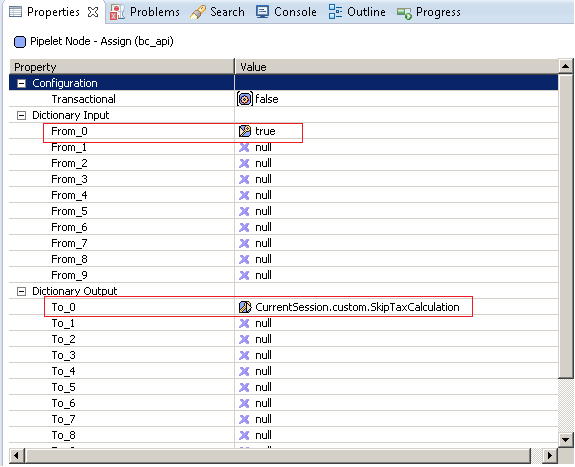 Properties Problems Search Console Outline Progress
Pipelet Node - Assign (bc_api)
Property Value
Configuration
Transactional false
Dictionary Input
From_0 true
From_1 null
From_2 null
From_3 null
From_4 null
From_5 null
From_6 null
From_7 null
From_8 null
From_9 null
Dictionary Output
To_0 CurrentSession.custom.SkipTaxCalculation
To_1 null
To_2 null
To_3 null
To_4 null
To_5 null
To_6 null
To_7 null
To_8 null